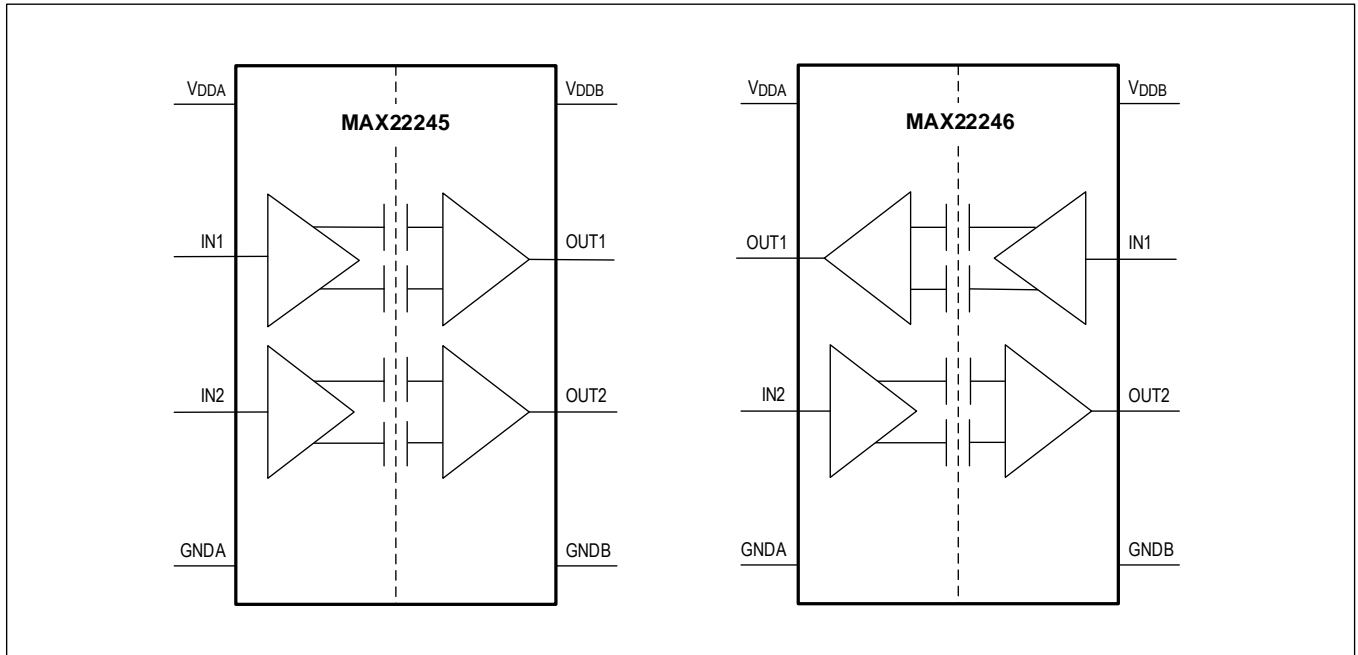 VDDA
VDDB
MAX22245
IN1
OUT1
IN2
OUT2
GNDA
GNDB
VDDA
VDDB
MAX22246
OUT1
IN1
IN2
OUT2
GNDA
GNDB